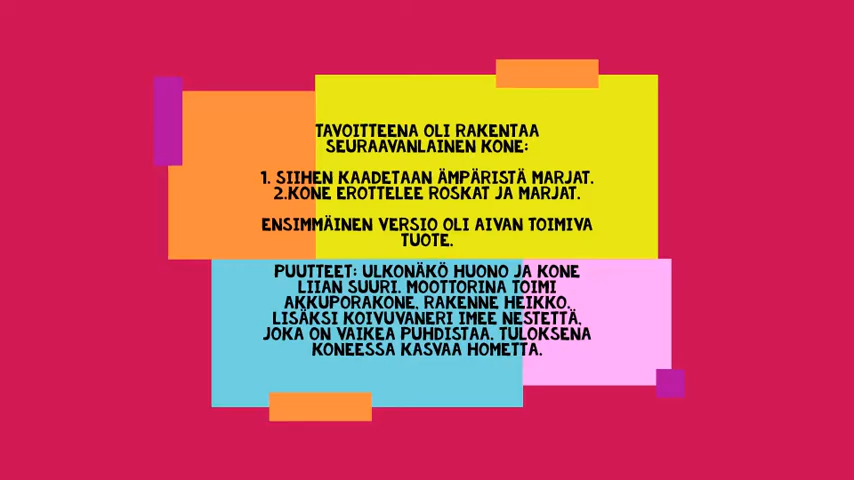 TAVOITTEENA OLI RAKENTAA
SEURAAVANLAINEN KONE:
1. SIIHEN KAADETAAN ÄMPÄRISTÄ MARJAT.
2.KONE EROTTELEE ROSKAT JA MARJAT.
ENSIMMÄINEN VERSIO OLI AIVAN TOIMIVA
TUOTE.
PUUTTEET: ULKONÄKÖ HUONO JA KONE
LIIAN SUURI. MOOTTORINA TOIMI
AKKUPORAKONE, RAKENNE HEIKKO.
LISÄKSI KOIVUVANERI IMEE NESTETTÄ,
JOKA ON VAIKEA PUHDISTAA, TULOKSENA
KONEESSA KASVAA HOMETTA.